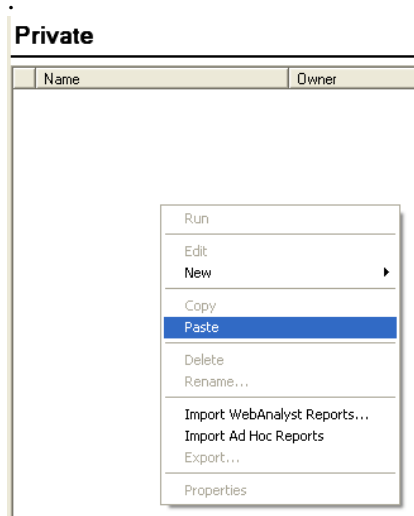 .
Private
Name Owner
Run
Edit
New
Copy
Paste
Delete
Rename...
Import WebAnalyst Reports...
Import Ad Hoc Reports
Export...
Properties